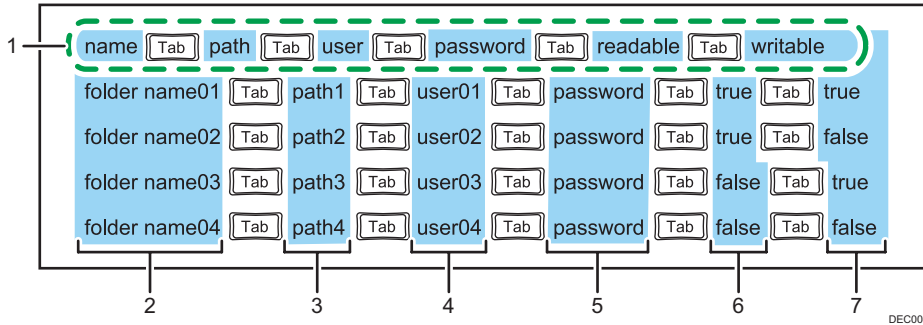 1
name Tab path Tab user Tab password Tab readable Tab writable
folder name01 Tab path1 Tab user01 Tab password Tab true Tab true
folder name02 Tab path2 Tab user02 Tab password Tab true Tab false
folder name03 Tab path3 Tab user03 Tab password Tab false Tab true
folder name04 Tab path4 Tab user04 Tab password Tab false Tab false
2 3 4 5 6 7
DEC00